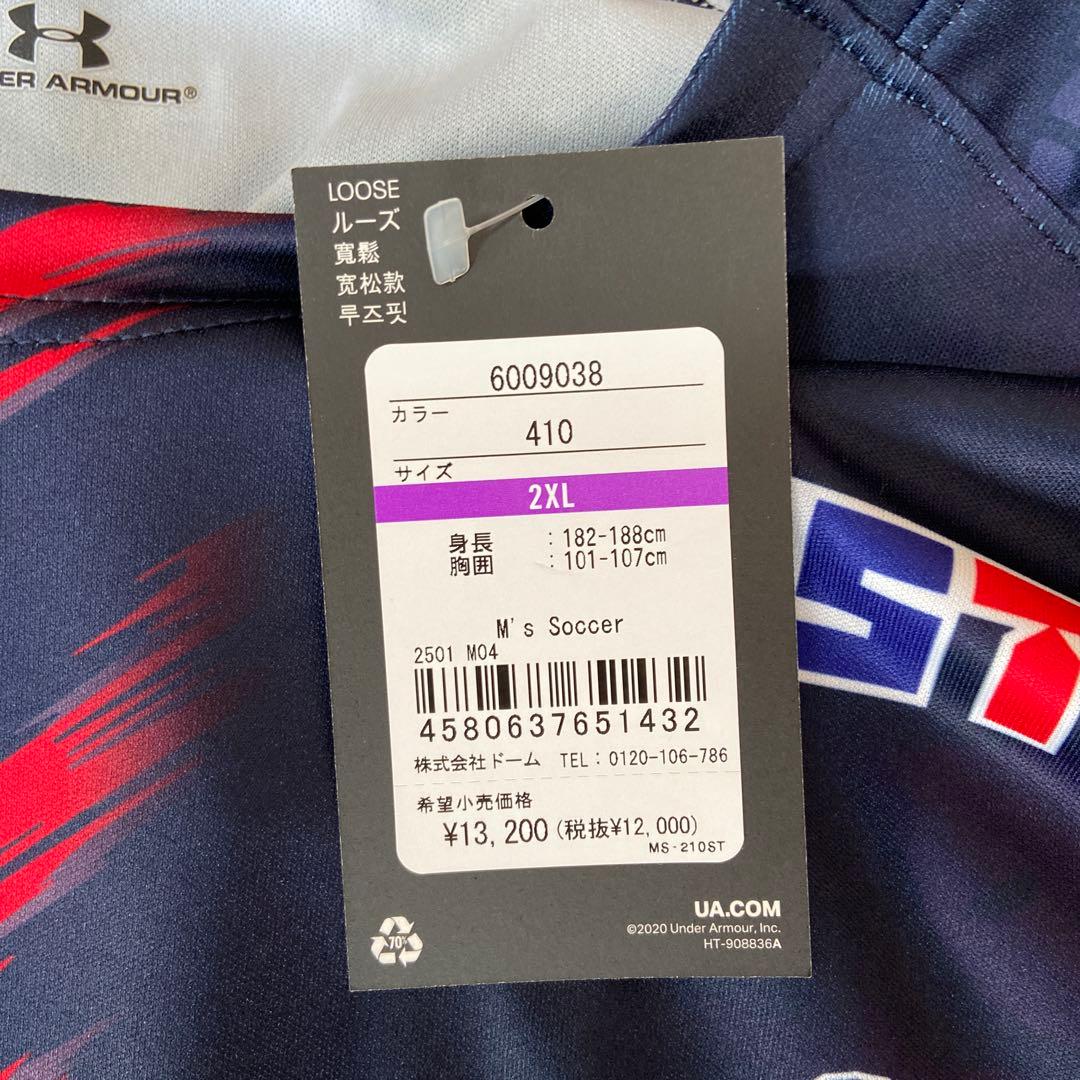 ER ARMOUR®
LOOSE
ルーズ
寬鬆
宽松款
루즈핏
6009038
カラー
410
サイズ
2XL
身長 : 182-188cm
胸囲 : 101-107cm
M's Soccer
2501 M04
4580637651432
株式会社ドーム TEL: 0120-106-786
希望小売価格
¥13,200(税抜¥12,000)
MS-210ST
70%
UA.COM
©2020 Under Armour, Inc.
HT-908836A